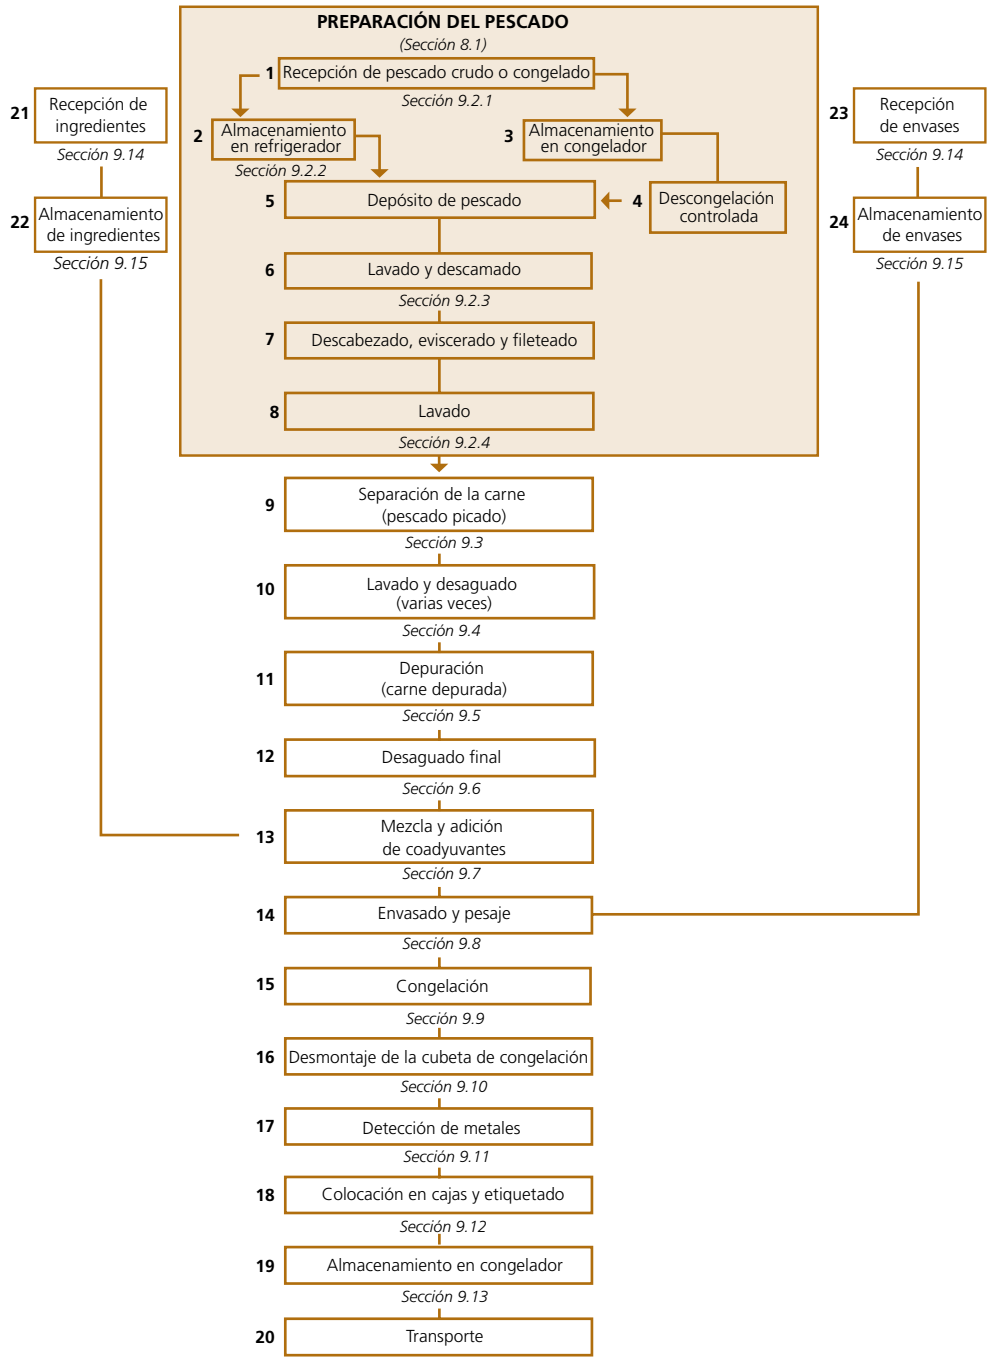 PREPARACIÓN DEL PESCADO
(Sección 8.1)
1 Recepción de pescado crudo o congelado
Sección 9.2.1
2 Almacenamiento
en refrigerador
Sección 9.2.2
3 Almacenamiento
en congelador
4 Descongelación
controlada
5 Depósito de pescado
6 Lavado y descamado
Sección 9.2.3
7 Descabezado, eviscerado y fileteado
8 Lavado
Sección 9.2.4
9 Separación de la carne
(pescado picado)
Sección 9.3
10 Lavado y desaguado
(varias veces)
Sección 9.4
11 Depuración
(carne depurada)
Sección 9.5
12 Desaguado final
Sección 9.6
13 Mezcla y adición
de coadyuvantes
Sección 9.7
14 Envasado y pesaje
Sección 9.8
15 Congelación
Sección 9.9
16 Desmontaje de la cubeta de congelación
Sección 9.10
17 Detección de metales
Sección 9.11
18 Colocación en cajas y etiquetado
Sección 9.12
19 Almacenamiento en congelador
Sección 9.13
20 Transporte
21 Recepción de
ingredientes
Sección 9.14
22 Almacenamiento
de ingredientes
Sección 9.15
23 Recepción
de envases
Sección 9.14
24 Almacenamiento
de envases
Sección 9.15